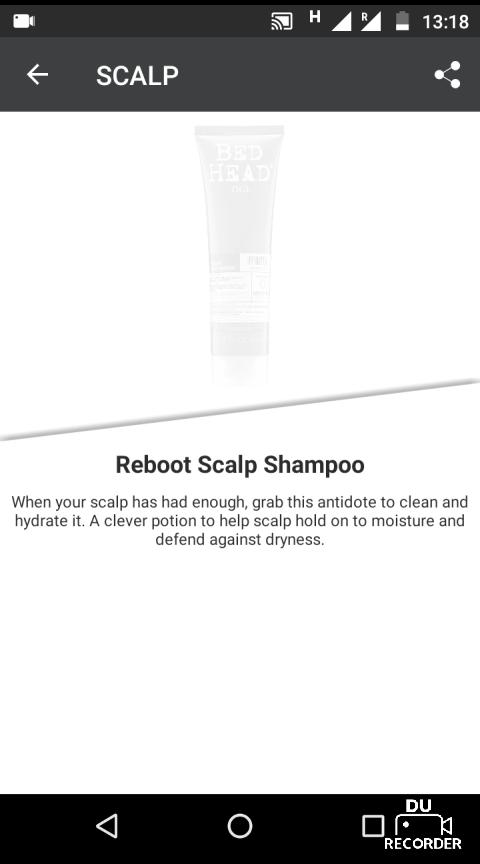 H
R
13:18
SCALP
BED
HEAD
TIGI
Reboot Scalp Shampoo
When your scalp has had enough, grab this antidote to clean and
hydrate it. A clever potion to help scalp hold on to moisture and
defend against dryness.
DU
RECORDER